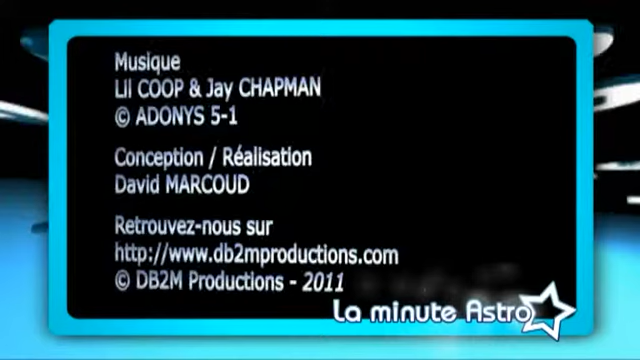 Musique
Lil COOP & Jay CHAPMAN
© ADONYS 5-1
Conception / Réalisation
David MARCOUD
Retrouvez-nous sur
http://www.db2mproductions.com
© DB2M Productions - 2011
La minute Astro